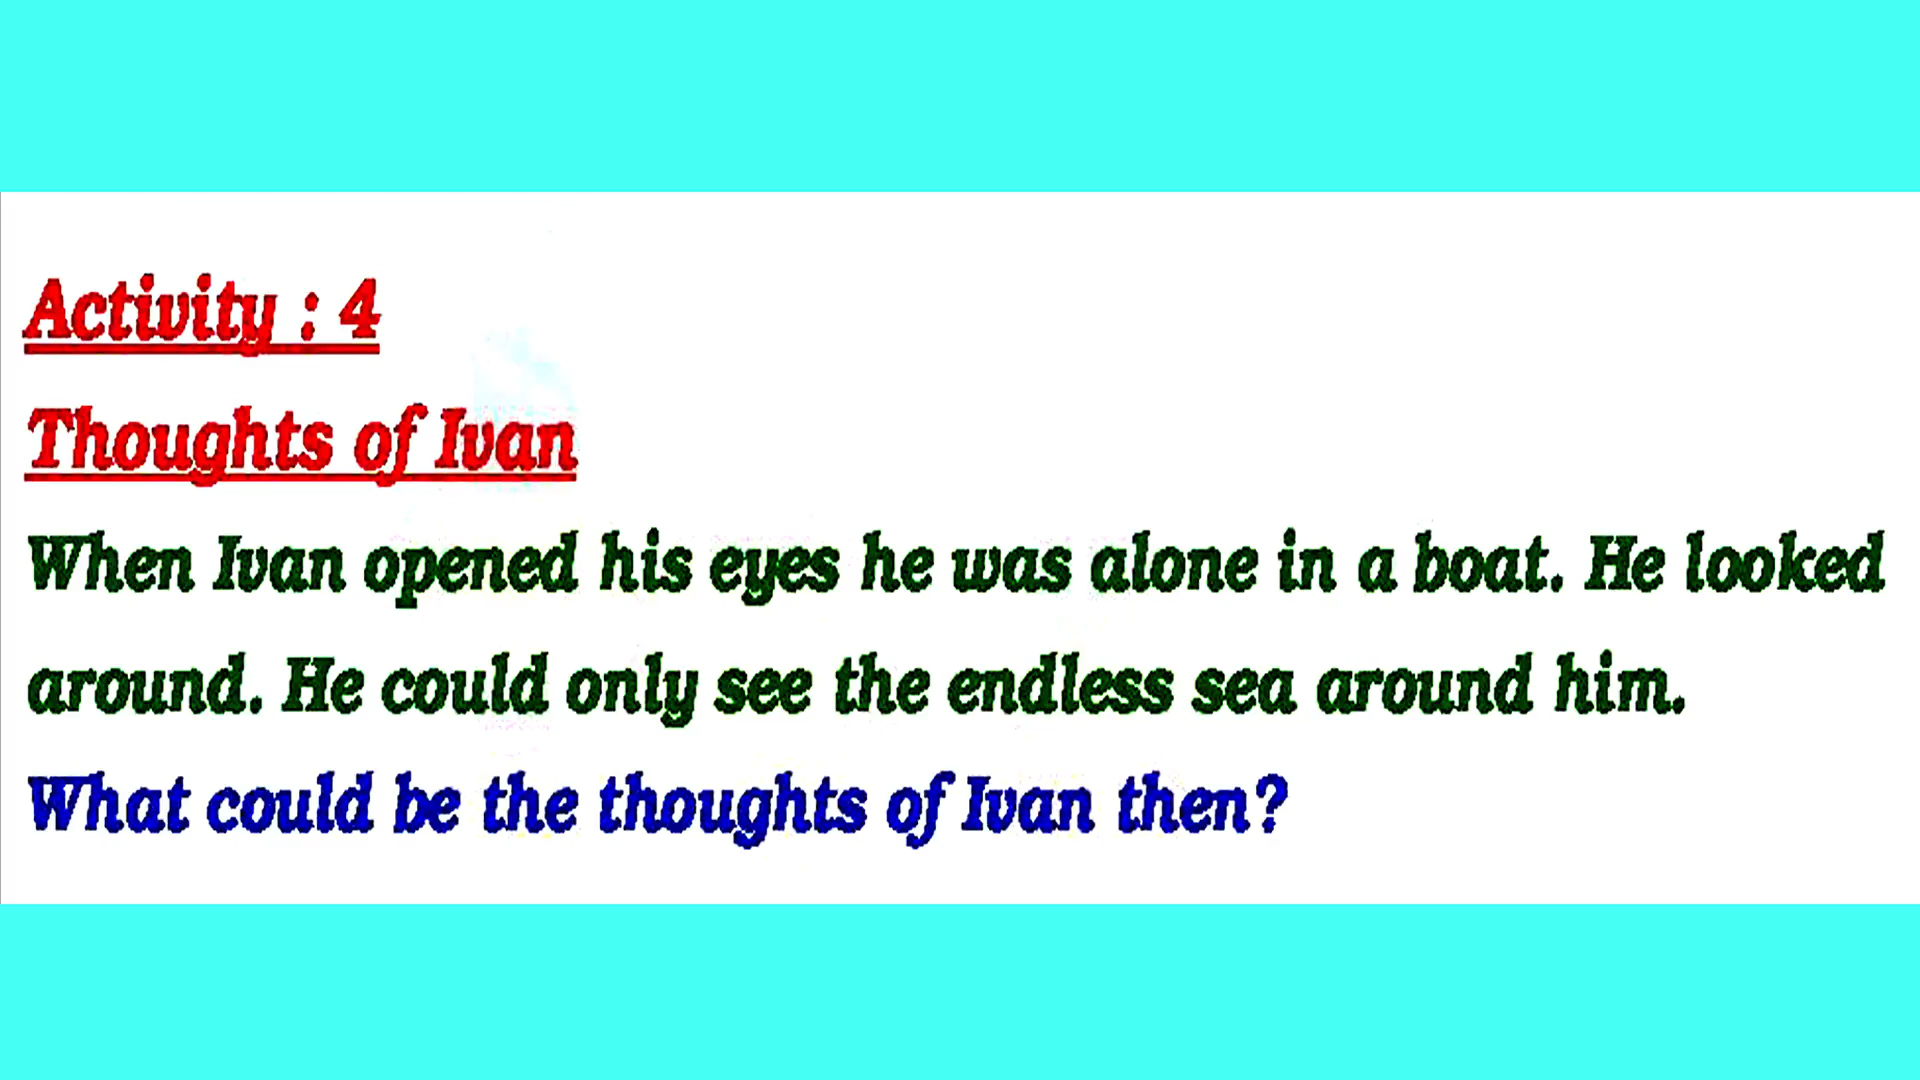 Activity : 4
Thoughts of Ivan
When Ivan opened his eyes he was alone in a boat. He looked
around. He could only see the endless sea around him.
What could be the thoughts of Ivan then?